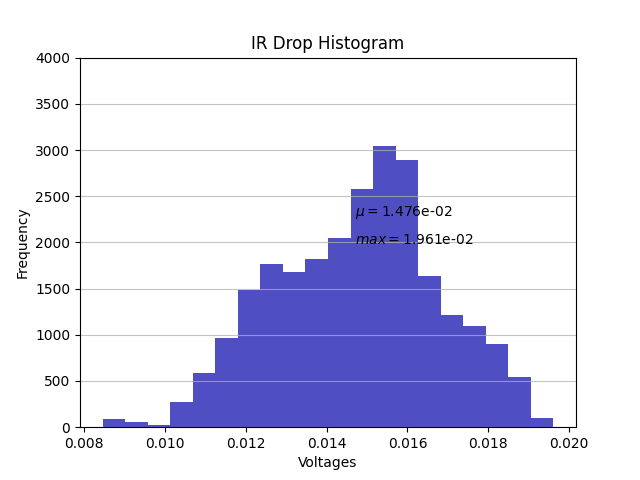 IR Drop Histogram
4000
3500
3000
2500
2000
1500
1000
500
0
Frequency
μ = 1.476e-02
max = 1.961e-02
0.008 0.010 0.012 0.014 0.016 0.018 0.020
Voltages